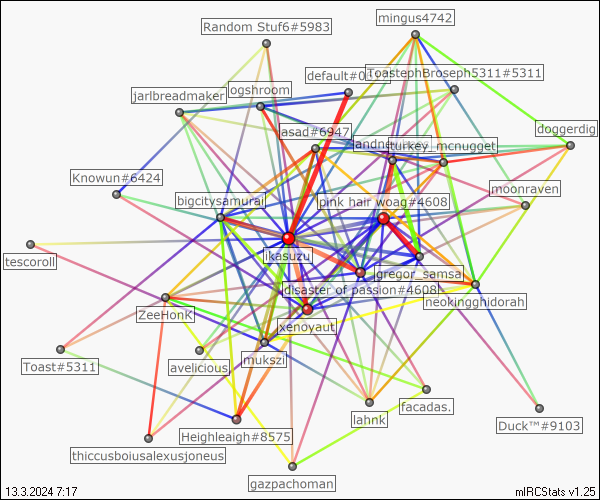 mingus4742
Random Stuf6#5983
default#0
ToastephBroseph5311#5311
ogshroom
jarlbreadmaker
asad#6947
turkey_mcnugget
doggerdig
Knowun#6424
moonraven
bigcitysamurai
pink hair woag#4608
ikasuzu
tescoroll
gregor_samsa
disaster of passion#4608
neokingghidorah
ZeeHonK
xenoyaut
mukszi
Toast#5311
avelicious.
facadas.
lahnk
Duck™#9103
Heighleaigh#8575
thiccusboiusalexusjoneus
gazpachoman
13.3.2024 7:17
mIRCStats v1.25